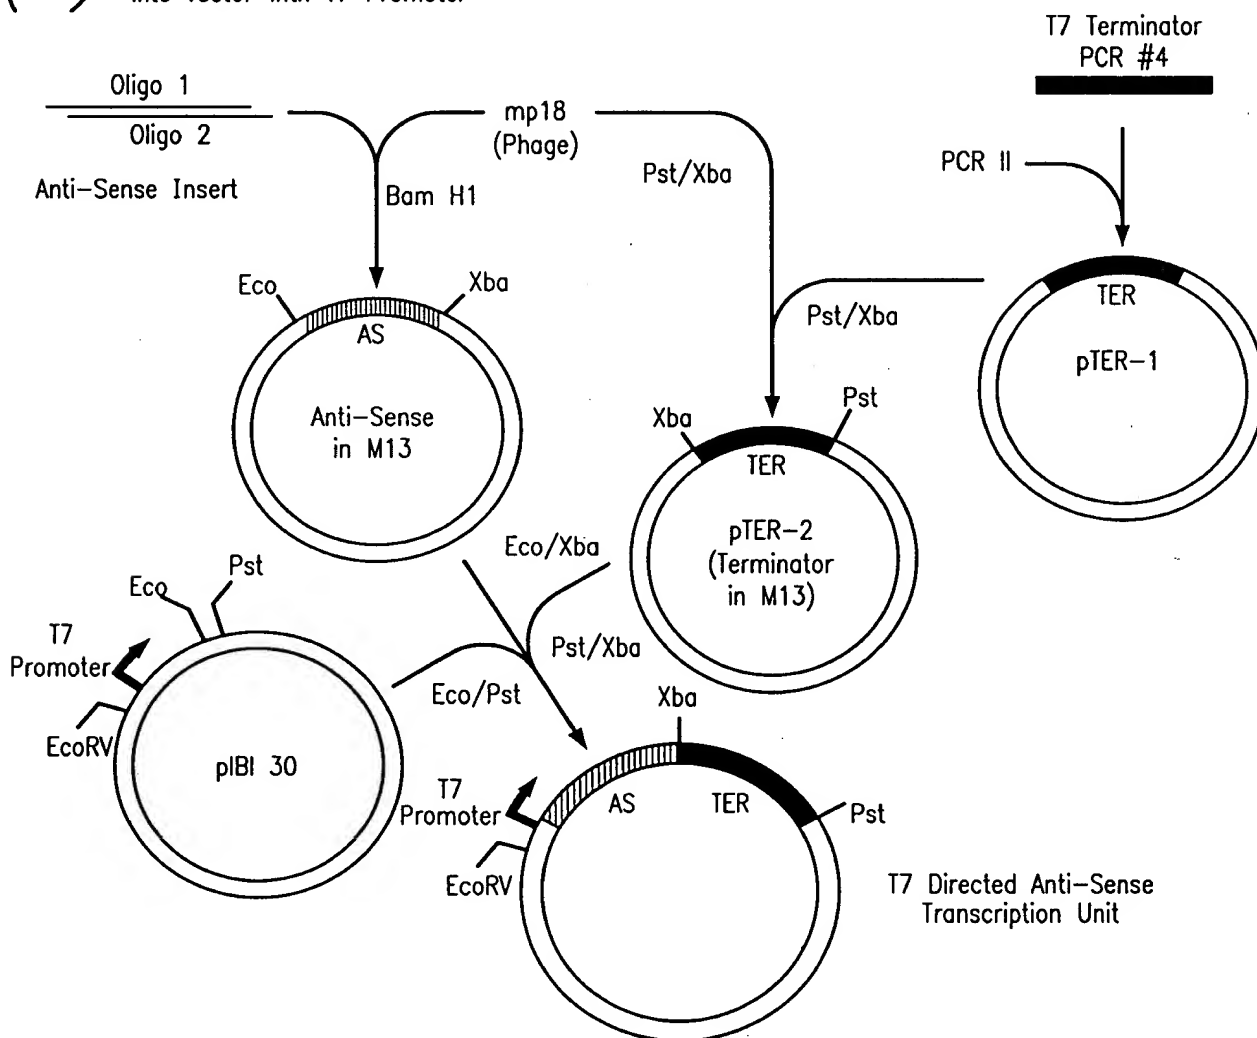 into vector with T7 Promoter
T7 Terminator
PCR #4
Oligo 1
Oligo 2
Anti-Sense Insert
mp18
(Phage)
Bam H1
Pst/Xba
PCR II
Eco
Xba
AS
Anti-Sense
in M13
Pst/Xba
TER
pTER-1
Xba
Pst
TER
pTER-2
(Terminator
in M13)
Eco/Xba
Pst/Xba
Eco/Pst
Eco
Pst
T7
Promoter
EcoRV
pIBI 30
Xba
T7
Promoter
AS
TER
Pst
EcoRV
T7 Directed Anti-Sense
Transcription Unit